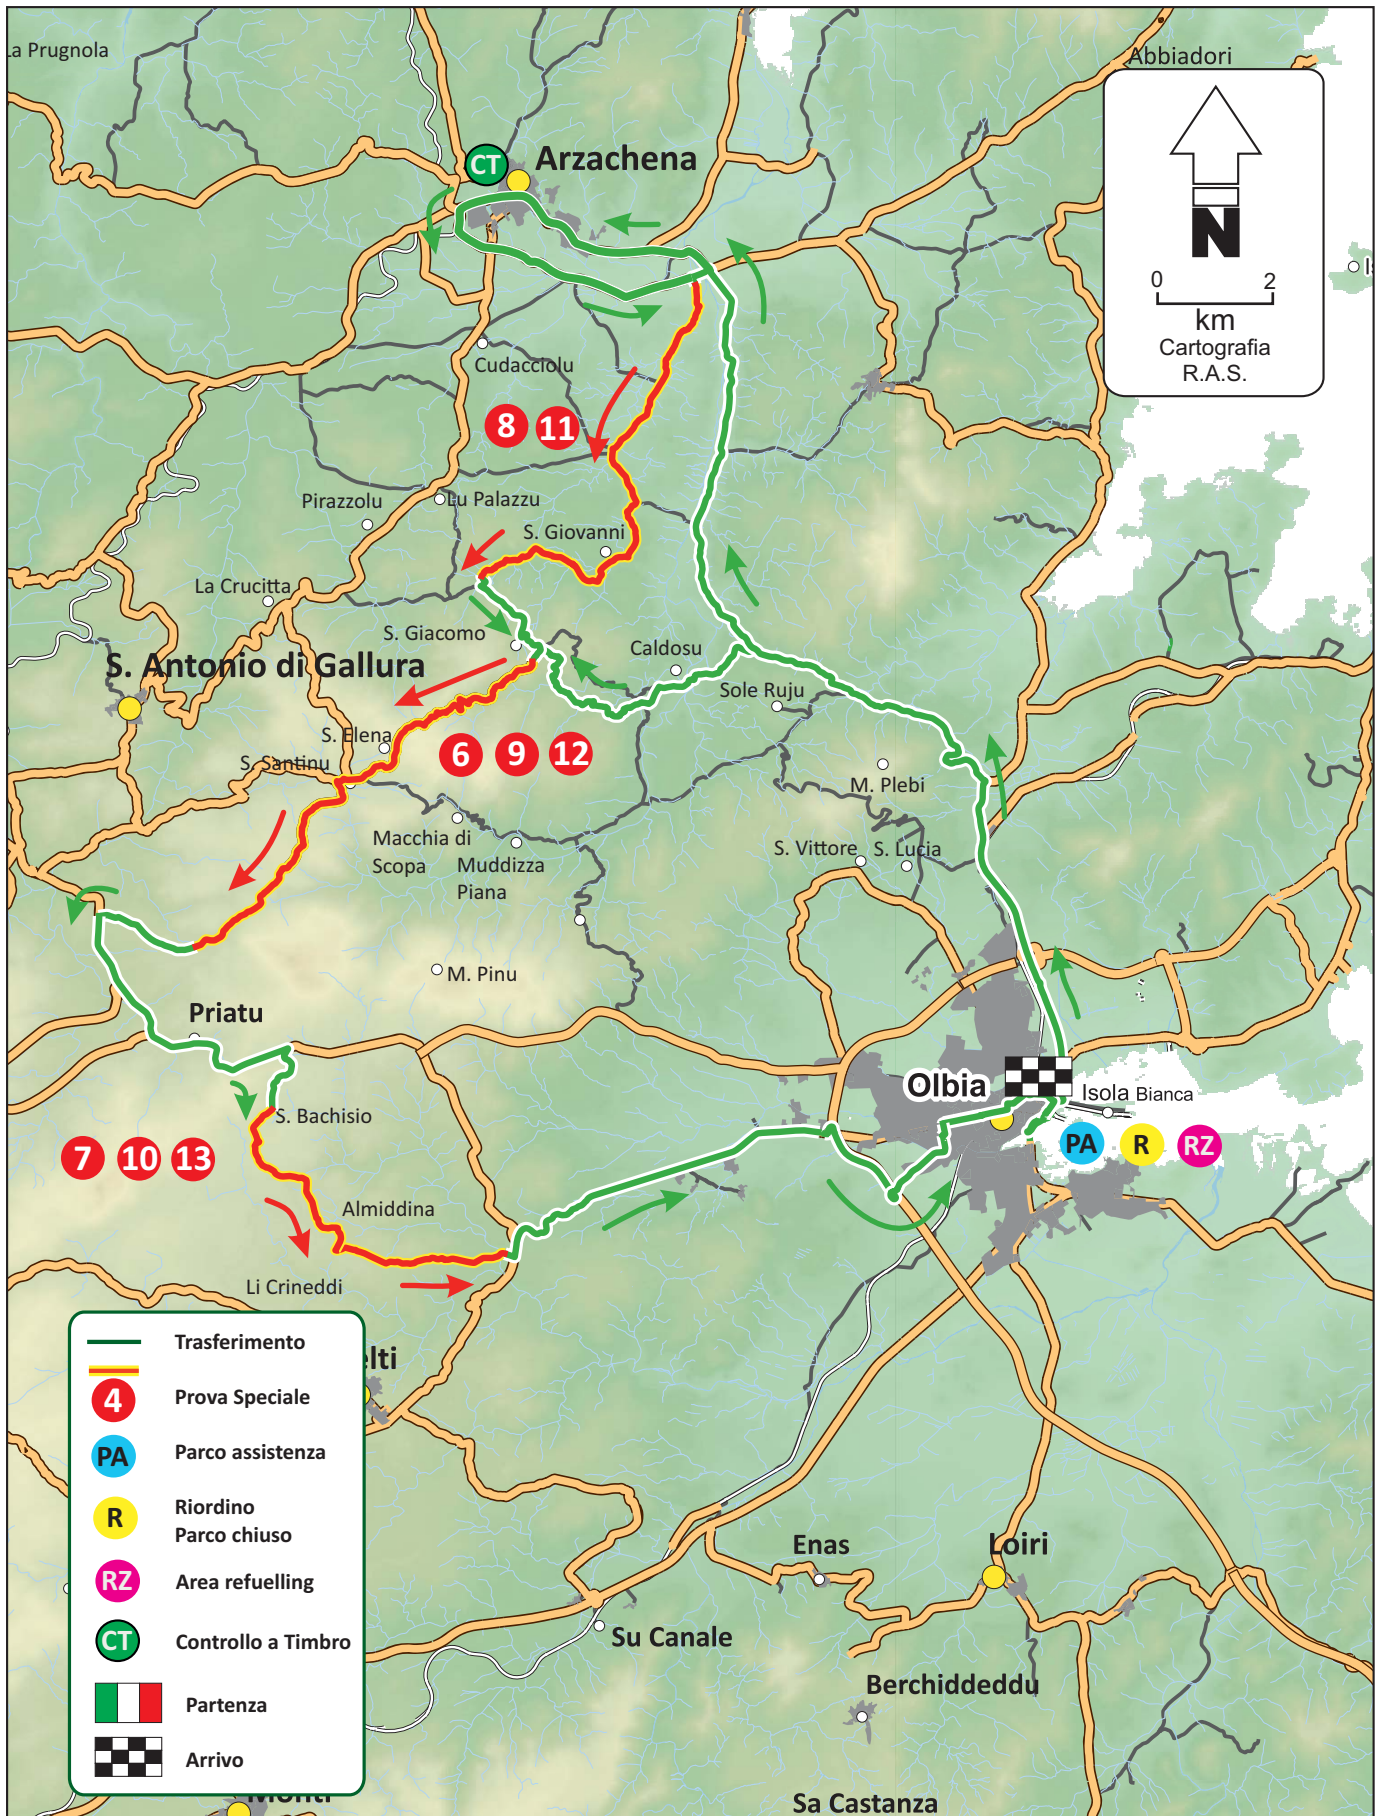 La Prugnola
Abbiadori
CT
Arzachena
N
0 2
km
Cartografia
R.A.S.
Cudacciolu
8 11
Pirazzolu
Lu Palazzu
S. Giovanni
La Crucitta
S. Giacomo
Caldosu
S. Antonio di Gallura
Sole Ruju
S. Elena
6 9 12
S. Santinu
M. Plebi
Macchia di
Scopa
Muddizza
Piana
S. Vittore
S. Lucia
M. Pinu
Priatu
Olbia
Isola Bianca
S. Bachisio
PA R RZ
7 10 13
Almiddina
Li Crineddi
Trasferimento
elti
4 Prova Speciale
PA Parco assistenza
R Riordino
Parco chiuso
RZ Area refuelling
CT Controllo a Timbro
Partenza
Arrivo
Enas
Loiri
Su Canale
Berchiddeddu
Monti
Sa Castanza